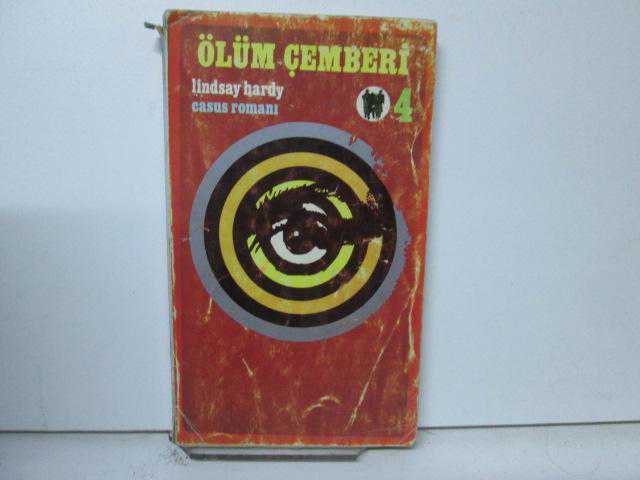 ÖLÜM ÇEMBERİ
lindsay hardy
casus romanı
4